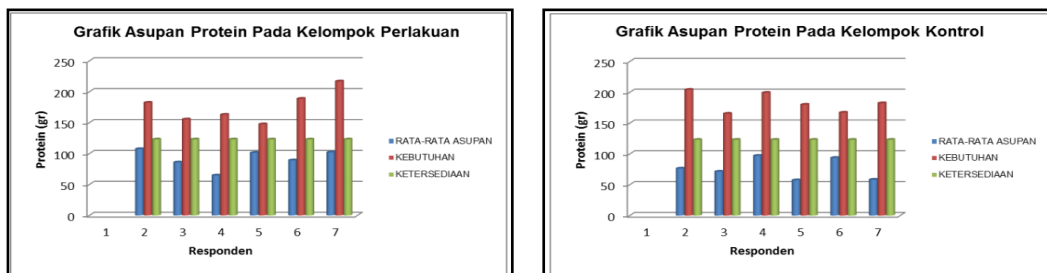 Grafik Asupan Protein Pada Kelompok Perlakuan
250
200
150
100
50
0
Protein (gr)
1 2 3 4 5 6 7
Responden
RATA-RATA ASUPAN
KEBUTUHAN
KETERSEDIAAN
Grafik Asupan Protein Pada Kelompok Kontrol
250
200
150
100
50
0
Protein (gr)
1 2 3 4 5 6 7
Responden
RATA-RATA ASUPAN
KEBUTUHAN
KETERSEDIAAN